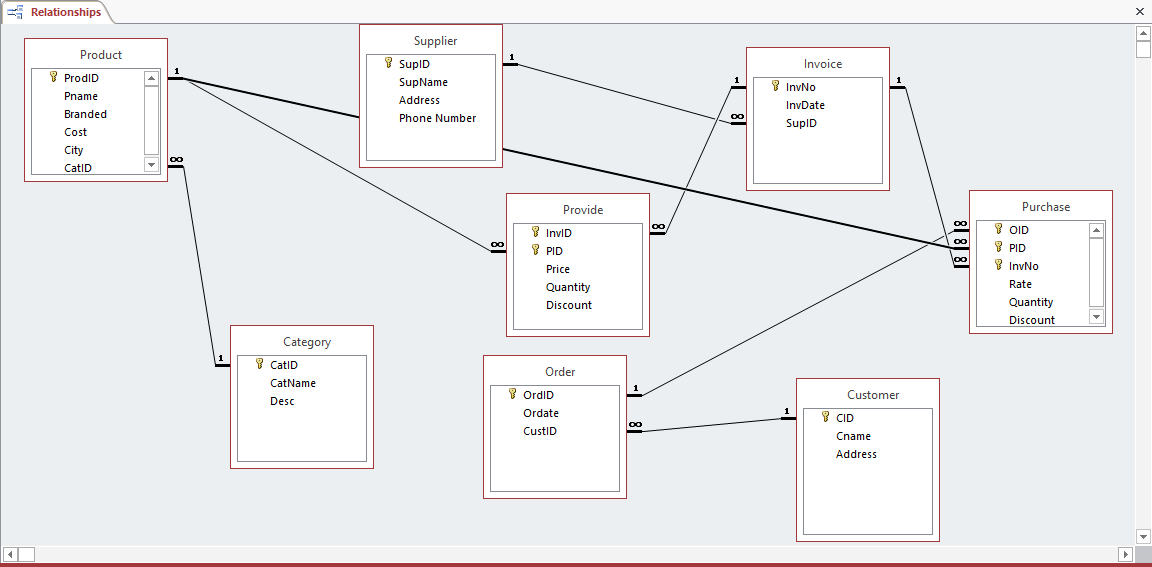 Relationships
Product
ProdID
Pname
Branded
Cost
City
CatID
1
∞
Supplier
SupID
SupName
Address
Phone Number
1
Invoice
InvNo
InvDate
SupID
1
∞
1
Provide
InvID
PID
Price
Quantity
Discount
∞
∞
Purchase
OID
PID
InvNo
Rate
Quantity
Discount
∞
∞
∞
Category
CatID
CatName
Desc
1
Order
OrdID
Ordate
CustID
1
∞
Customer
CID
Cname
Address
1